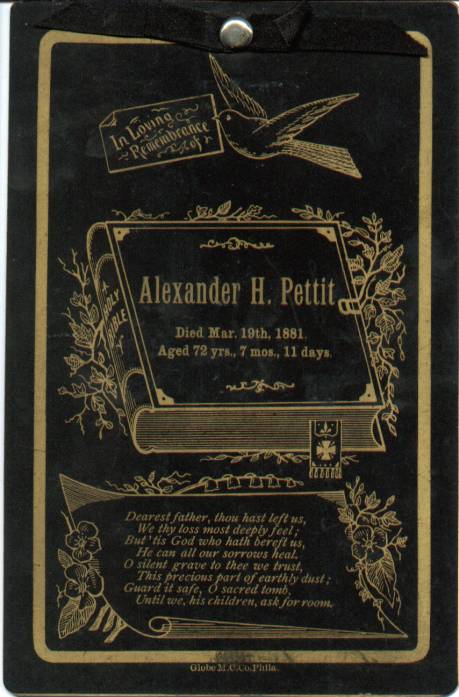 In Loving
Remembrance
of
HOLY
BIBLE
Alexander H. Pettit
Died Mar. 19th, 1881.
Aged 72 yrs., 7 mos., 11 days.
Dearest father, thou hast left us,
We thy loss most deeply feel;
But 'tis God who hath bereft us,
He can all our sorrows heal.
O silent grave to thee we trust,
This precious part of earthly dust;
Guard it safe, O sacred tomb,
Until we, his children, ask for room.
Globe M.C.Co. Phila.